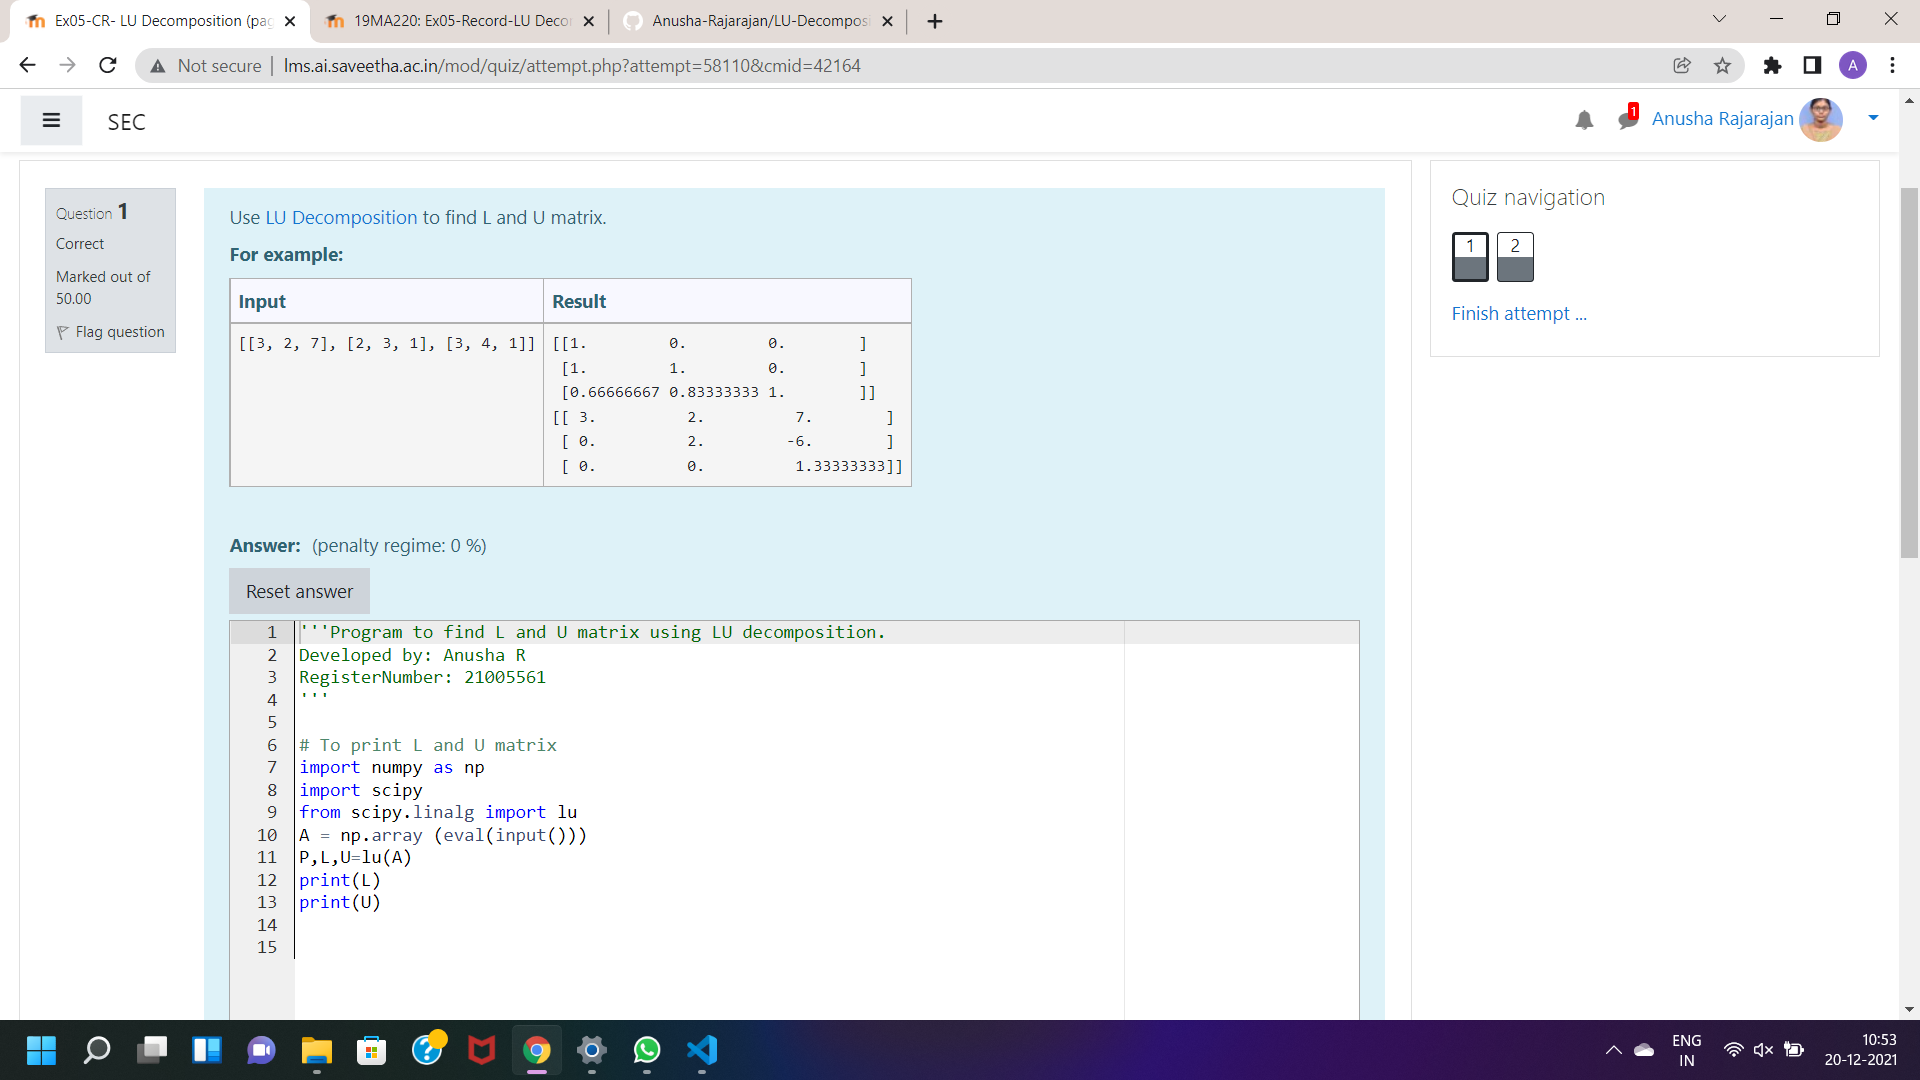 Ex05-CR- LU Decomposition (pag
19MA220: Ex05-Record-LU Decor
Anusha-Rajarajan/LU-Decomposi
Not secure
lms.ai.saveetha.ac.in/mod/quiz/attempt.php?attempt=58110&cmid=42164
A
SEC
1
Anusha Rajarajan
Question 1
Correct
Marked out of
50.00
Flag question
Use LU Decomposition to find L and U matrix.
For example:
Input Result
[[3, 2, 7], [2, 3, 1], [3, 4, 1]] [[1. 0. 0. ]
[1. 1. 0. ]
[0.66666667 0.83333333 1. ]]
[[ 3. 2. 7. ]
[ 0. 2. -6. ]
[ 0. 0. 1.33333333]]
Answer: (penalty regime: 0 %)
Reset answer
1 '''Program to find L and U matrix using LU decomposition.
2 Developed by: Anusha R
3 RegisterNumber: 21005561
4 '''
5
6 # To print L and U matrix
7 import numpy as np
8 import scipy
9 from scipy.linalg import lu
10 A = np.array (eval(input()))
11 P,L,U=lu(A)
12 print(L)
13 print(U)
14
15
Quiz navigation
1 2
Finish attempt ...
ENG
IN
10:53
20-12-2021